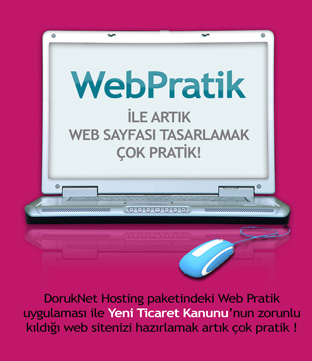 WebPratik
İLE ARTIK
WEB SAYFASI TASARLAMAK
ÇOK PRATİK!
DorukNet Hosting paketindeki Web Pratik
uygulaması ile Yeni Ticaret Kanunu'nun zorunlu
kıldığı web sitenizi hazırlamak artık çok pratik !